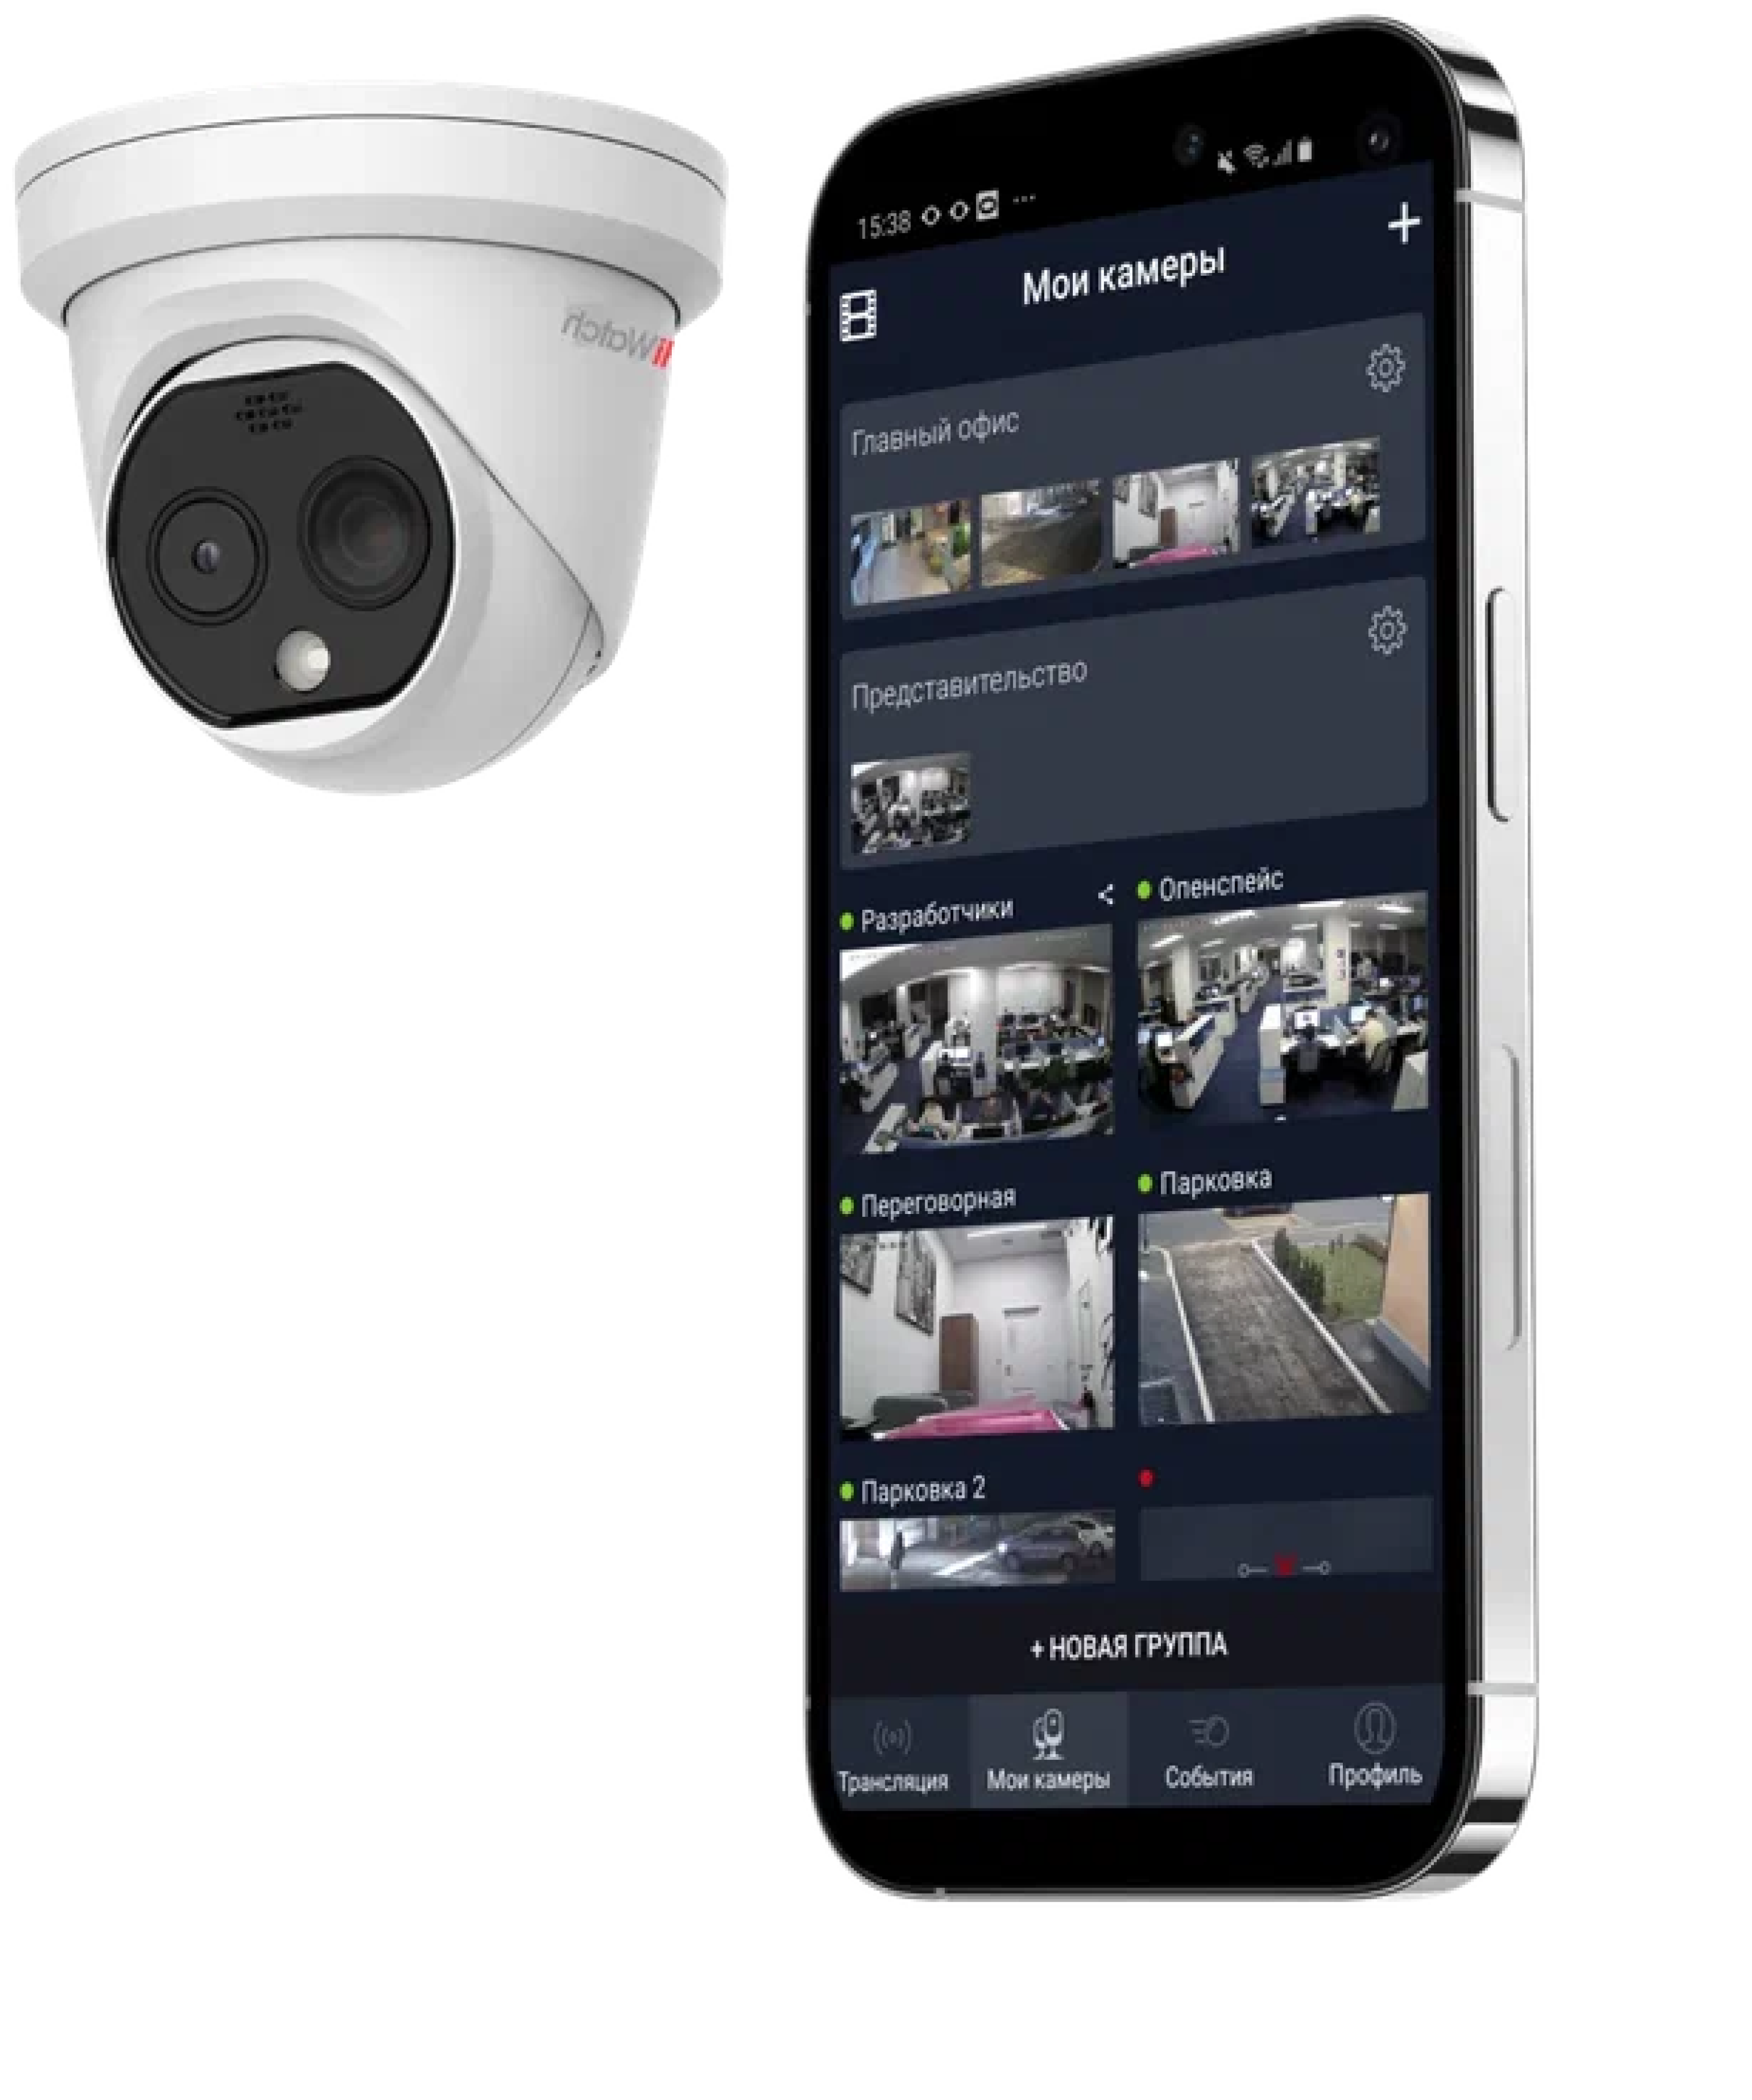 HiWatch
15:38
Мои камеры
Главный офис
Представительство
Разработчики
Опенспейс
Переговорная
Парковка
Парковка 2
+ НОВАЯ ГРУППА
Трансляция
Мои камеры
События
Профиль